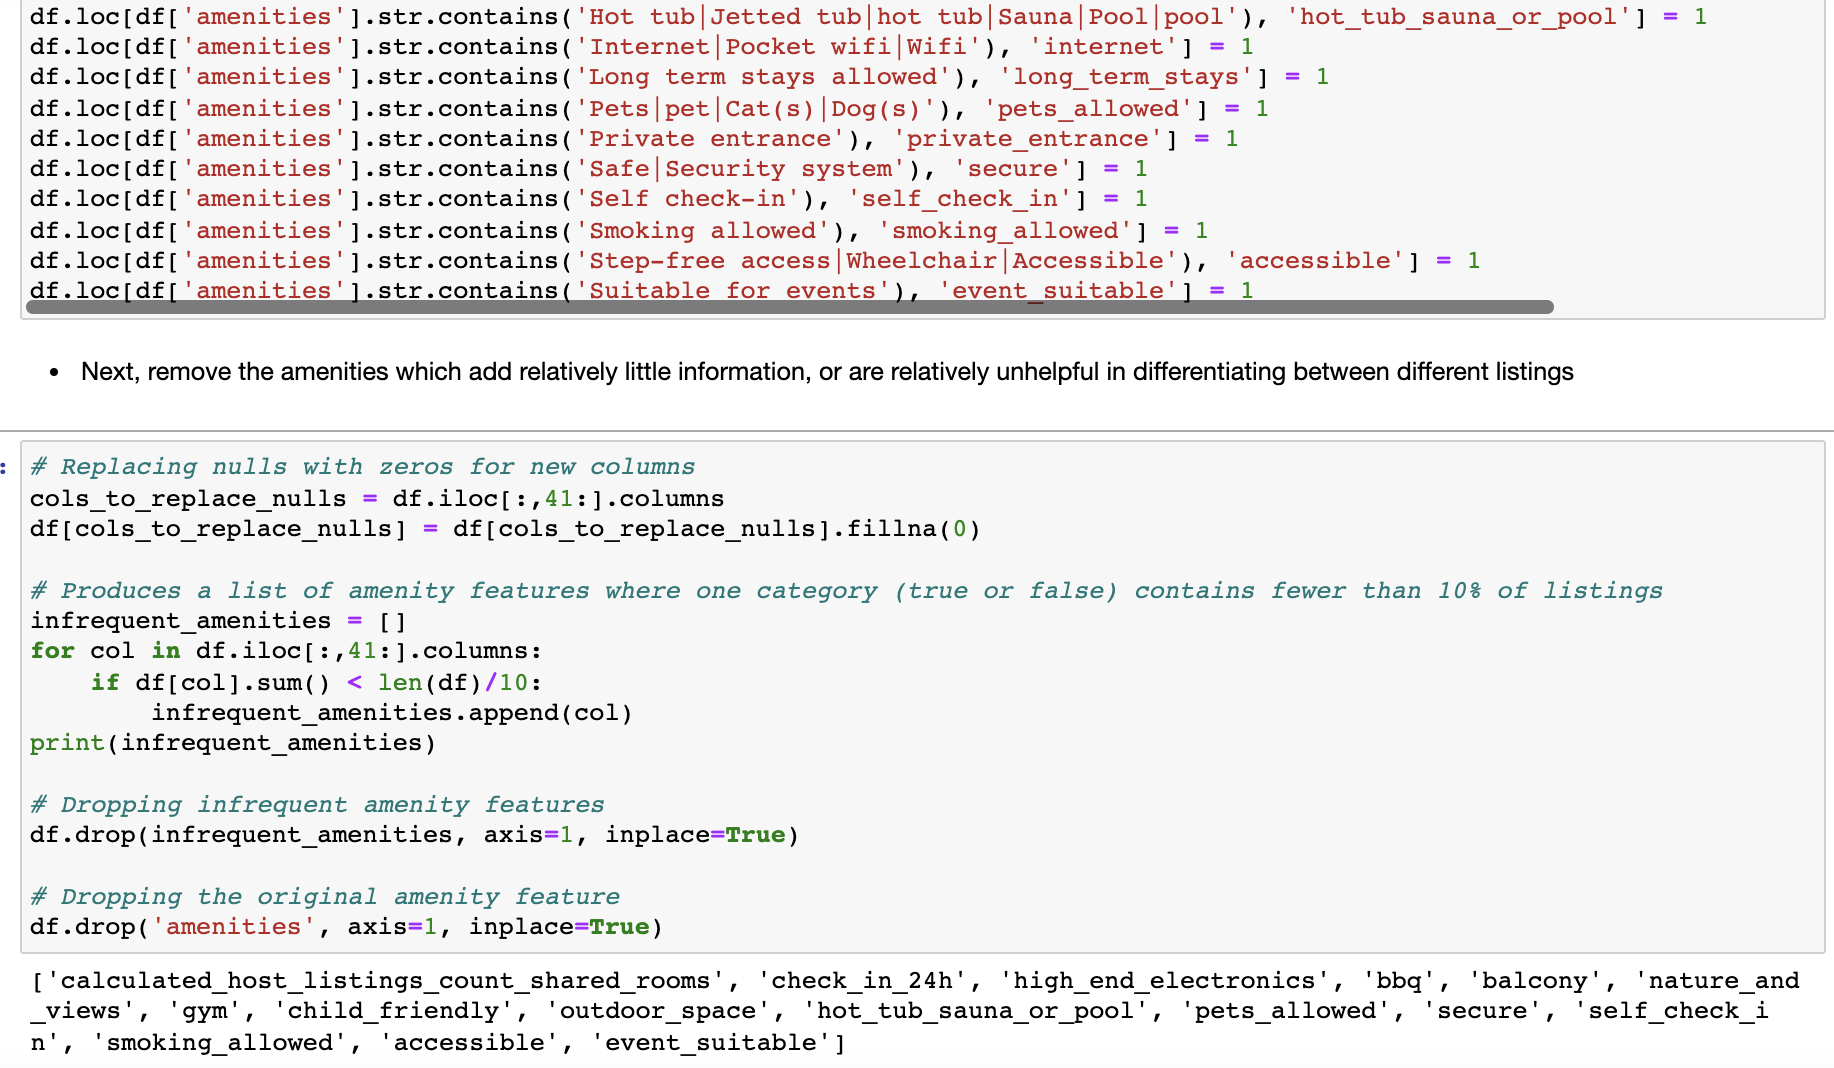 df.loc[df['amenities'].str.contains('Hot tub|Jetted tub|hot tub|Sauna|Pool|pool'), 'hot_tub_sauna_or_pool'] = 1
df.loc[df['amenities'].str.contains('Internet|Pocket wifi|Wifi'), 'internet'] = 1
df.loc[df['amenities'].str.contains('Long term stays allowed'), 'long_term_stays'] = 1
df.loc[df['amenities'].str.contains('Pets|pet|Cat(s)|Dog(s)'), 'pets_allowed'] = 1
df.loc[df['amenities'].str.contains('Private entrance'), 'private_entrance'] = 1
df.loc[df['amenities'].str.contains('Safe|Security system'), 'secure'] = 1
df.loc[df['amenities'].str.contains('Self check-in'), 'self_check_in'] = 1
df.loc[df['amenities'].str.contains('Smoking allowed'), 'smoking_allowed'] = 1
df.loc[df['amenities'].str.contains('Step-free access|Wheelchair|Accessible'), 'accessible'] = 1
df.loc[df['amenities'].str.contains('Suitable for events'), 'event_suitable'] = 1
• Next, remove the amenities which add relatively little information, or are relatively unhelpful in differentiating between different listings
: # Replacing nulls with zeros for new columns
cols_to_replace_nulls = df.iloc[:,41:].columns
df[cols_to_replace_nulls] = df[cols_to_replace_nulls].fillna(0)
# Produces a list of amenity features where one category (true or false) contains fewer than 10% of listings
infrequent_amenities = []
for col in df.iloc[:,41:].columns:
    if df[col].sum() < len(df)/10:
        infrequent_amenities.append(col)
print(infrequent_amenities)
# Dropping infrequent amenity features
df.drop(infrequent_amenities, axis=1, inplace=True)
# Dropping the original amenity feature
df.drop('amenities', axis=1, inplace=True)
['calculated_host_listings_count_shared_rooms', 'check_in_24h', 'high_end_electronics', 'bbq', 'balcony', 'nature_and
_views', 'gym', 'child_friendly', 'outdoor_space', 'hot_tub_sauna_or_pool', 'pets_allowed', 'secure', 'self_check_i
n', 'smoking_allowed', 'accessible', 'event_suitable']